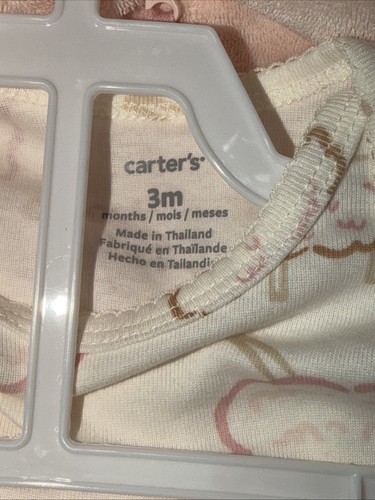 carter's
3m
months / mois / meses
Made in Thailand
Fabriqué en Thaïlande
Hecho en Tailandia